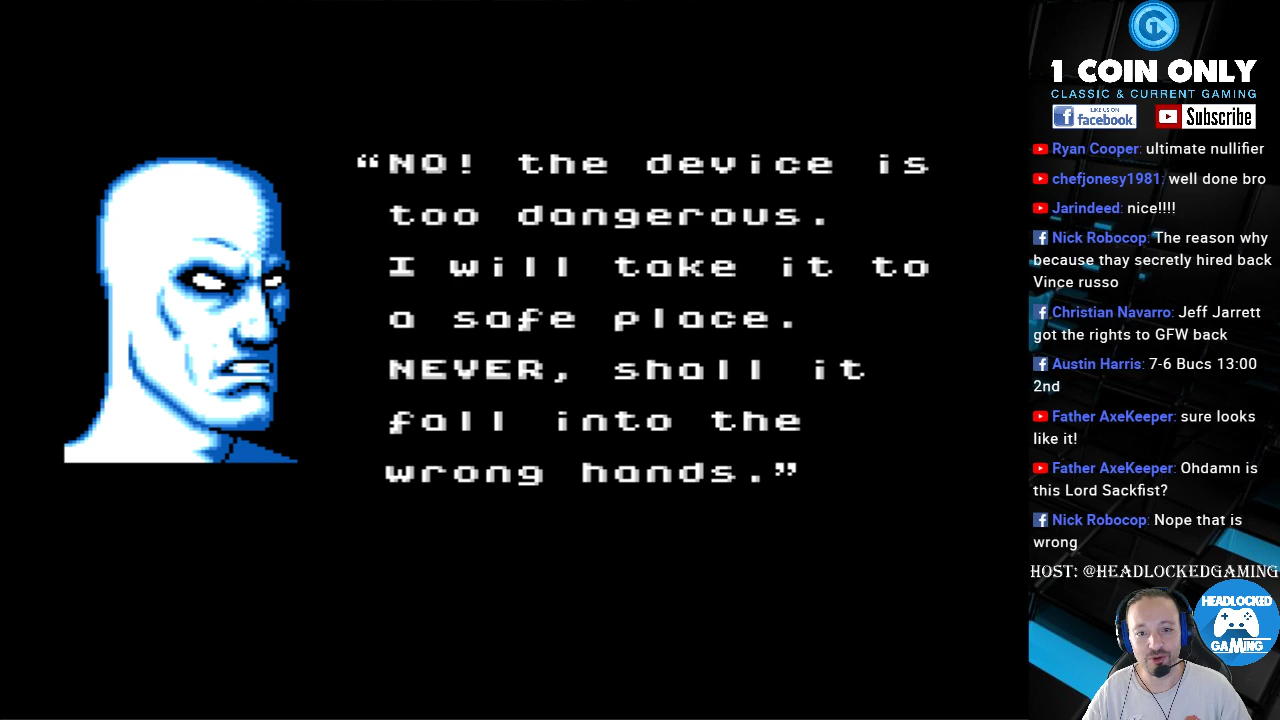 “NO! the device is
too dangerous.
I will take it to
a safe place.
NEVER, shall it
fall into the
wrong hands.”
1 COIN ONLY
CLASSIC & CURRENT GAMING
LIKE US ON
facebook.
Subscribe
Ryan Cooper: ultimate nullifier
chefjonesy1981: well done bro
Jarindeed: nice!!!!
Nick Robocop: The reason why
because thay secretly hired back
Vince russo
Christian Navarro: Jeff Jarrett
got the rights to GFW back
Austin Harris: 7-6 Bucs 13:00
2nd
Father AxeKeeper: sure looks
like it!
Father AxeKeeper: Ohdamn is
this Lord Sackfist?
Nick Robocop: Nope that is
wrong
HOST: @HEADLOCKEDGAMING
HEADLOCKED
GAMING